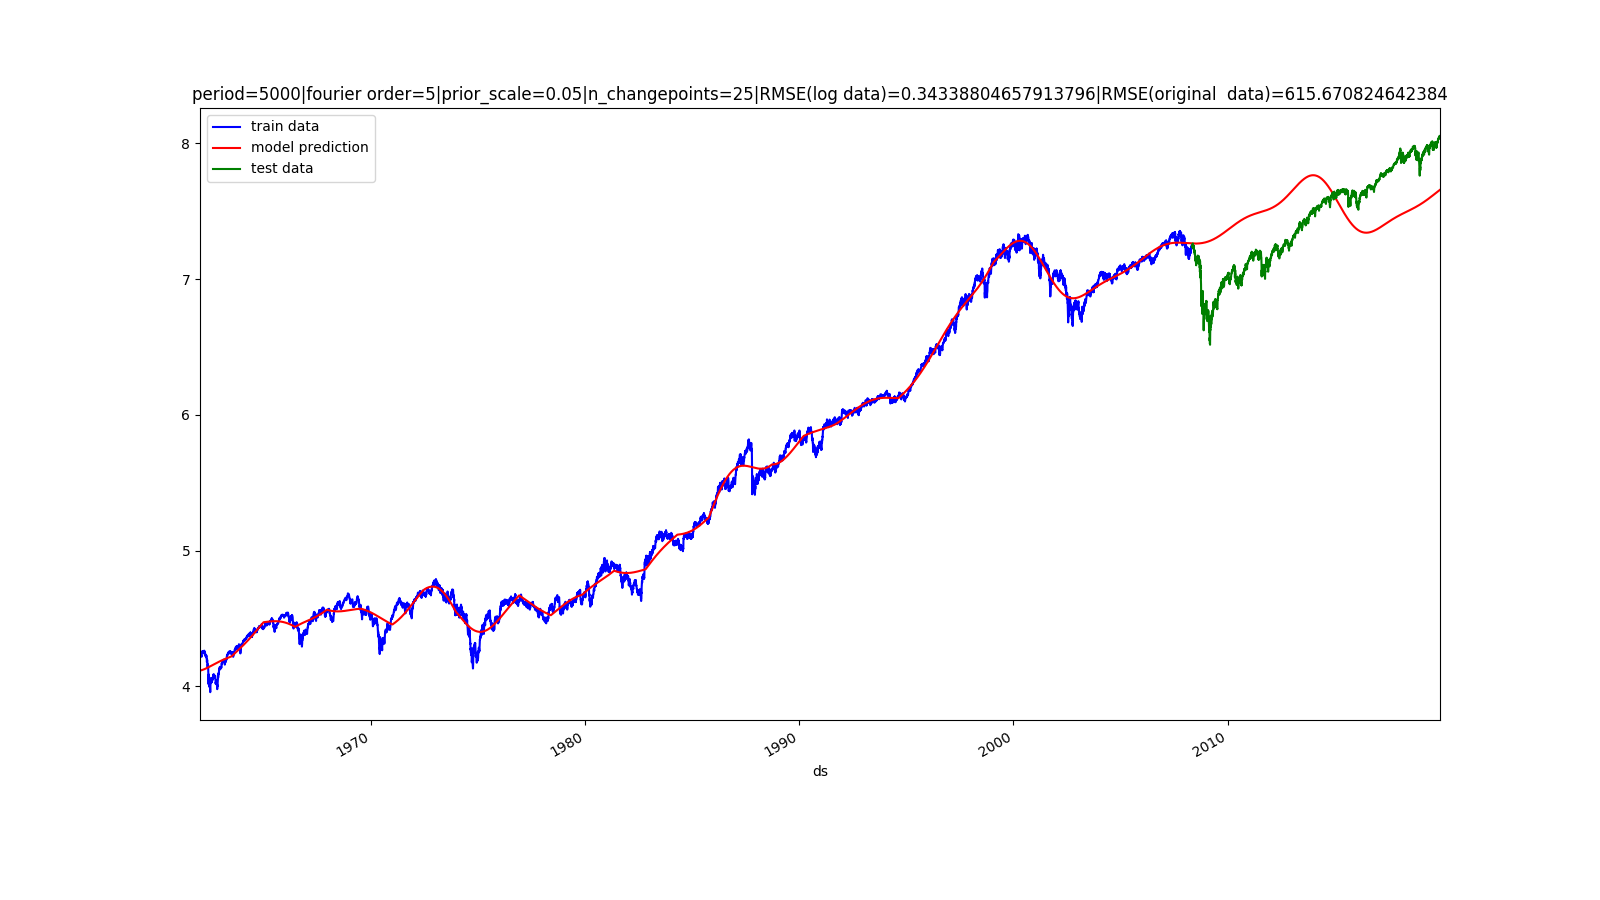 period=5000|fourier order=5|prior_scale=0.05|n_changepoints=25|RMSE(log data)=0.34338804657913796|RMSE(original  data)=615.670824642384
train data
model prediction
test data
8
7
6
5
4
1970
1980
1990
2000
2010
ds